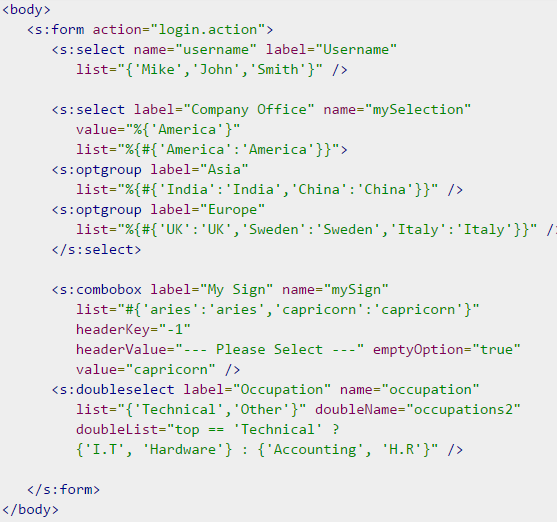 <body>
<s:form action="login.action">
<s:select name="username" label="Username"
list="{'Mike','John','Smith'}" />
<s:select label="Company Office" name="mySelection"
value="%{'America'}"
list="%{#{'America':'America'}}">
<s:optgroup label="Asia"
list="%{#{'India':'India','China':'China'}}" />
<s:optgroup label="Europe"
list="%{#{'UK':'UK','Sweden':'Sweden','Italy':'Italy'}}" />
</s:select>
<s:combobox label="My Sign" name="mySign"
list="#{'aries':'aries','capricorn':'capricorn'}"
headerKey="-1"
headerValue="--- Please Select ---" emptyOption="true"
value="capricorn" />
<s:doubleselect label="Occupation" name="occupation"
list="{'Technical','Other'}" doubleName="occupations2"
doubleList="top == 'Technical' ?
{'I.T', 'Hardware'} : {'Accounting', 'H.R'}" />
</s:form>
</body>